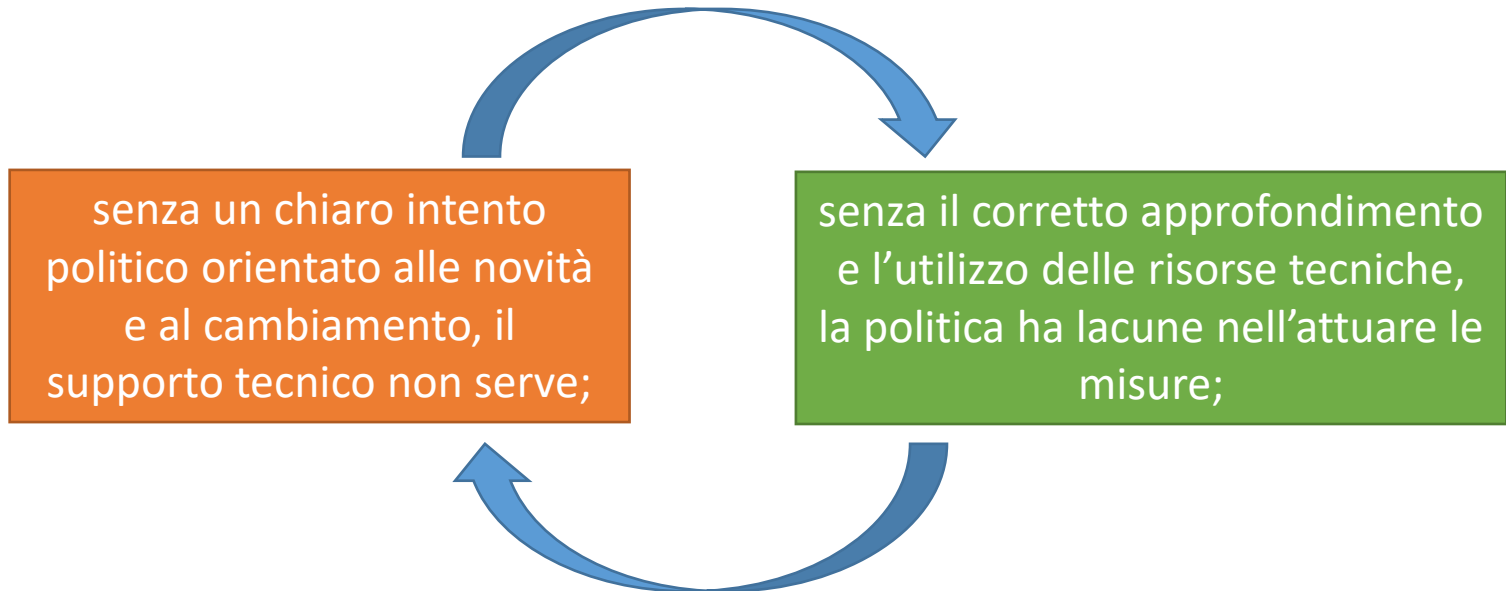 senza un chiaro intento
politico orientato alle novità
e al cambiamento, il
supporto tecnico non serve;
senza il corretto approfondimento
e l’utilizzo delle risorse tecniche,
la politica ha lacune nell’attuare le
misure;